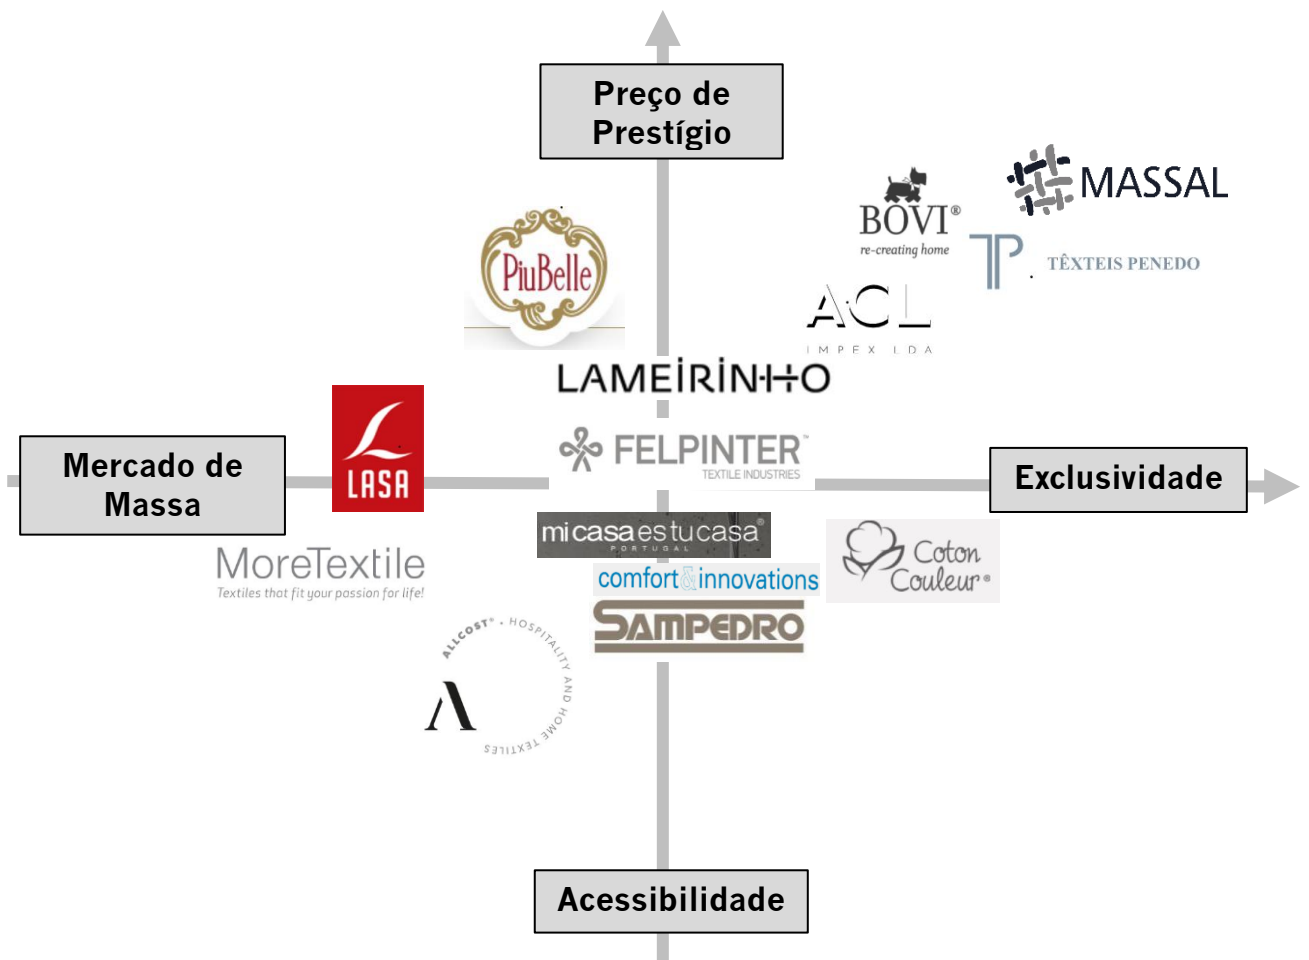 Preço de
Prestígio
MASSAL
BOVI®
re-creating home
TP TÊXTEIS PENEDO
PiuBelle
ACL
IMPEX LDA
LAMEIRINHO
LASA
FELPINTER™
TEXTILE INDUSTRIES
Mercado de
Massa
Exclusividade
micasaestucasa®
PORTUGAL
MoreTextile
Textiles that fit your passion for life!
comfort&innovations
Coton
Couleur®
SAMPEDRO
ALLCOST® · HOSPITALITY AND HOME TEXTILES
A
Acessibilidade